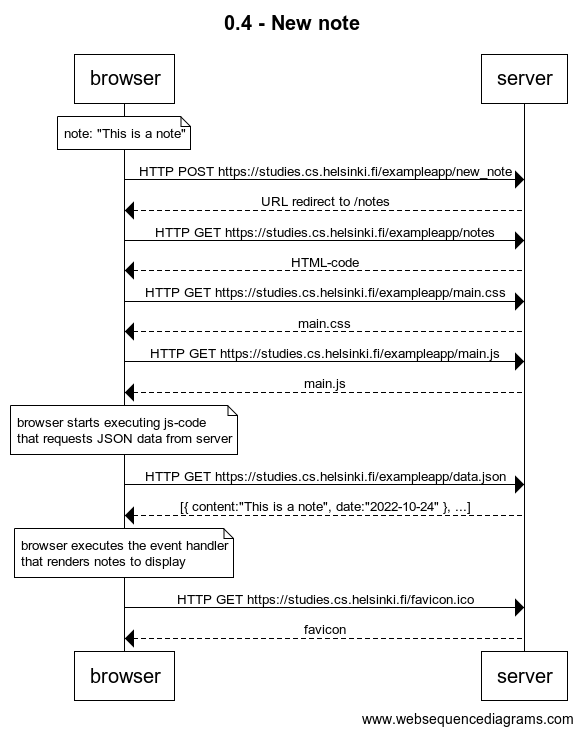 0.4 - New note
browser
server
note: "This is a note"
HTTP POST https://studies.cs.helsinki.fi/exampleapp/new_note
URL redirect to /notes
HTTP GET https://studies.cs.helsinki.fi/exampleapp/notes
HTML-code
HTTP GET https://studies.cs.helsinki.fi/exampleapp/main.css
main.css
HTTP GET https://studies.cs.helsinki.fi/exampleapp/main.js
main.js
browser starts executing js-code
that requests JSON data from server
HTTP GET https://studies.cs.helsinki.fi/exampleapp/data.json
[{ content:"This is a note", date:"2022-10-24" }, ...]
browser executes the event handler
that renders notes to display
HTTP GET https://studies.cs.helsinki.fi/favicon.ico
favicon
browser
server
www.websequencediagrams.com